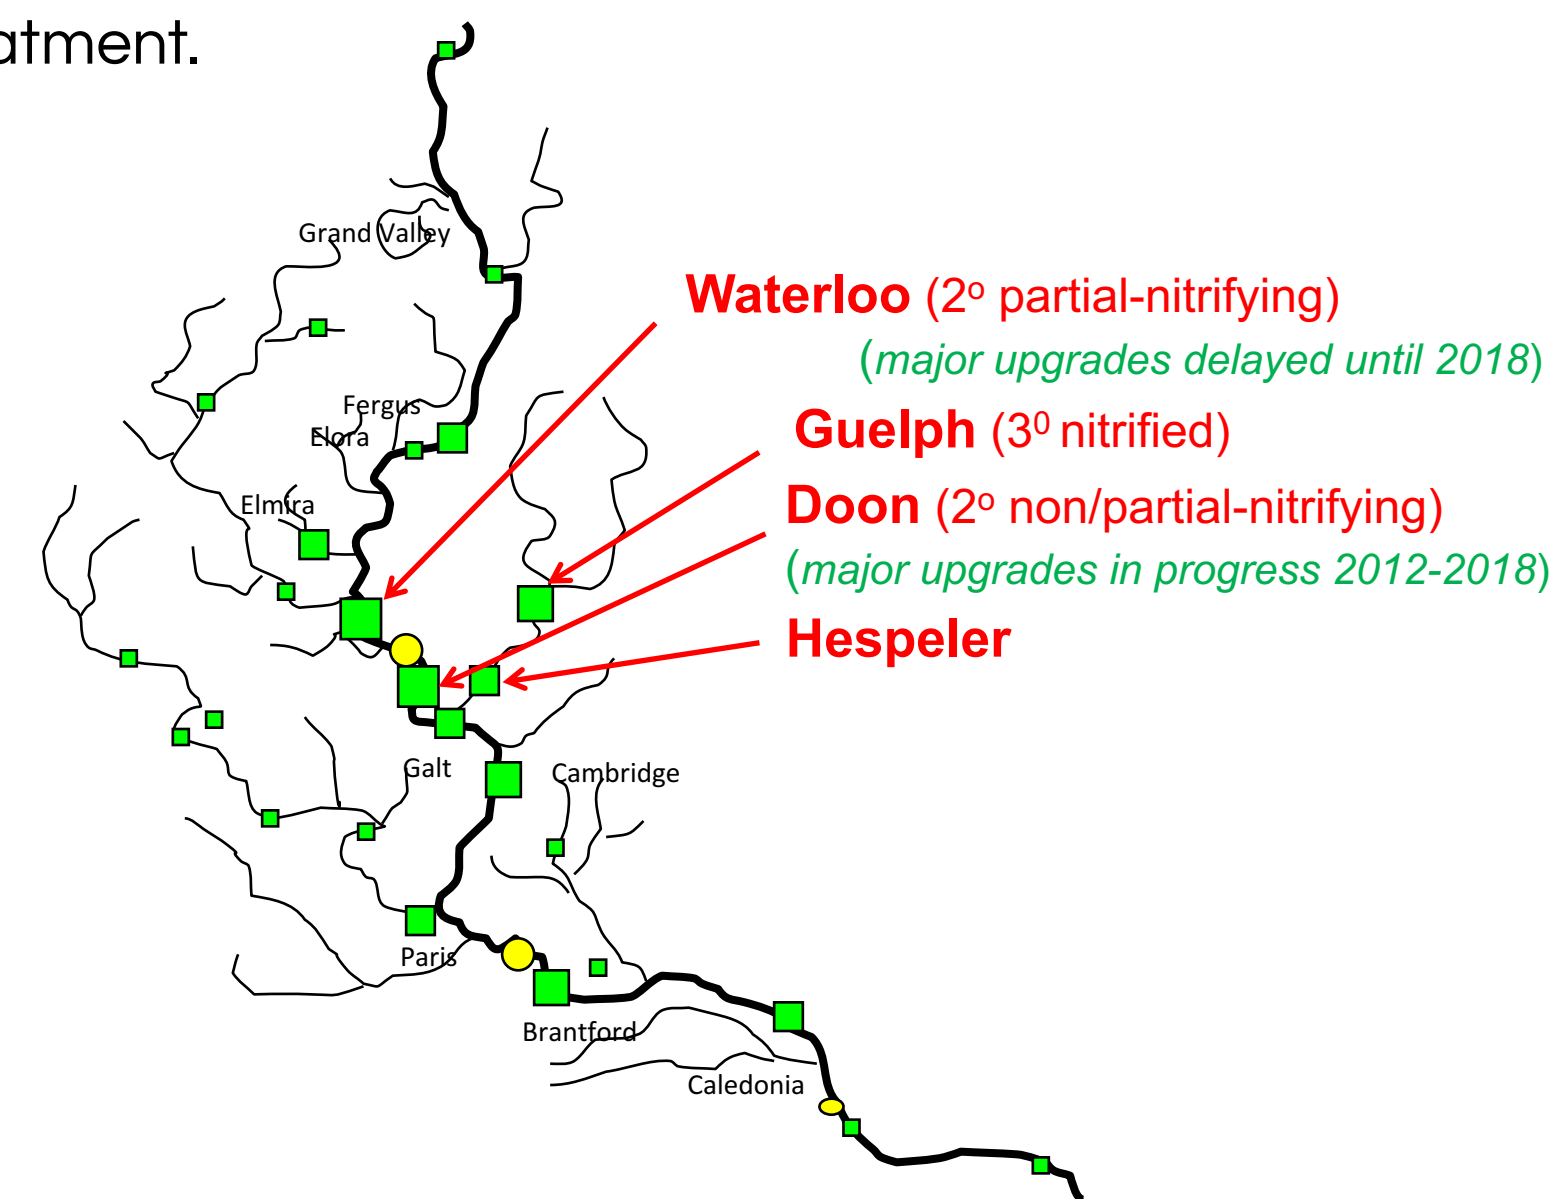 atment.
Grand Valley
Waterloo (2º partial-nitrifying)
(major upgrades delayed until 2018)
Fergus
Guelph (3⁰ nitrified)
Elora
Elmira
Doon (2º non/partial-nitrifying)
(major upgrades in progress 2012-2018)
Hespeler
Galt
Cambridge
Paris
Brantford
Caledonia